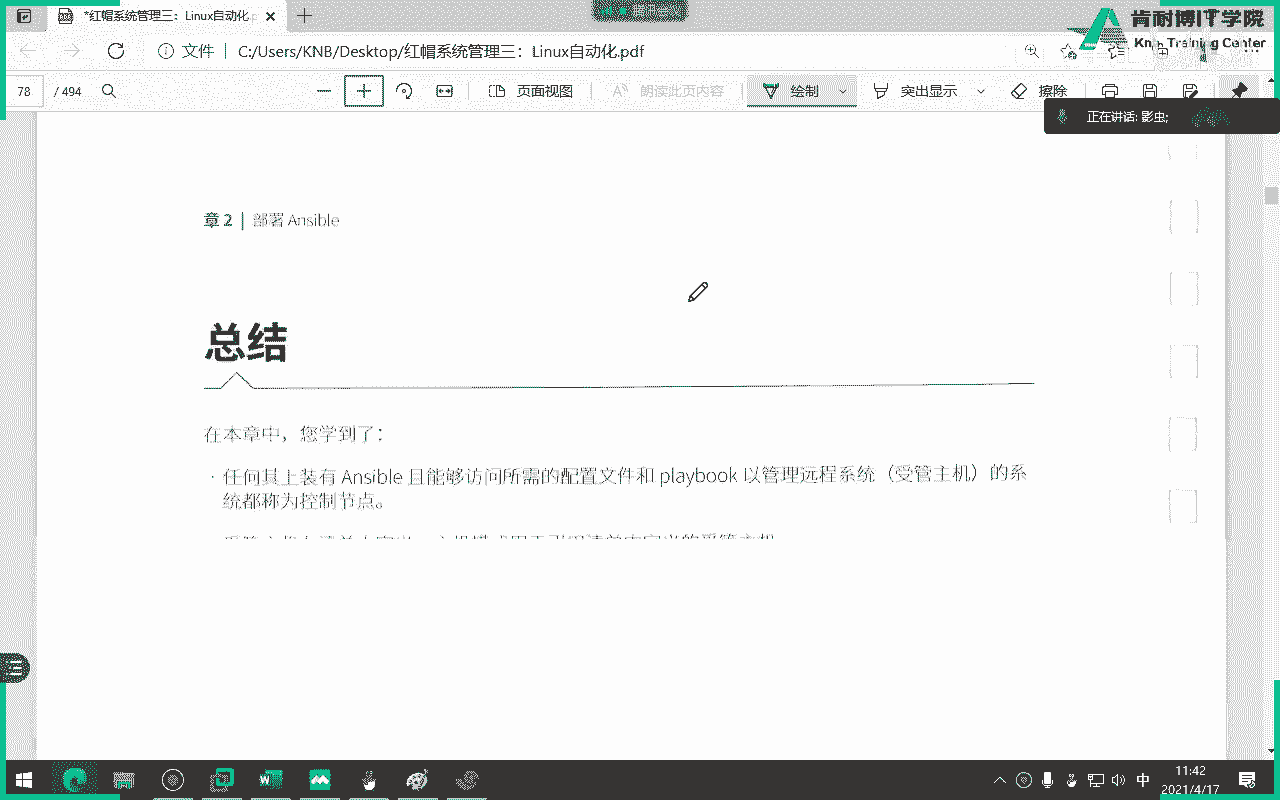 *红帽系统管理三：Linux自动化.p
肯耐博IT学院
Knb Training Center
文件 C:/Users/KNB/Desktop/红帽系统管理三：Linux自动化.pdf
78 / 494 页面视图 朗读此页内容 绘制 突出显示 擦除
正在讲话: 影虫;
章 2 | 部署 Ansible
总结
在本章中，您学到了：
· 任何其上装有 Ansible 且能够访问所需的配置文件和 playbook 以管理远程系统（受管主机）的系
统都称为控制节点。
中 11:42
2021/4/17